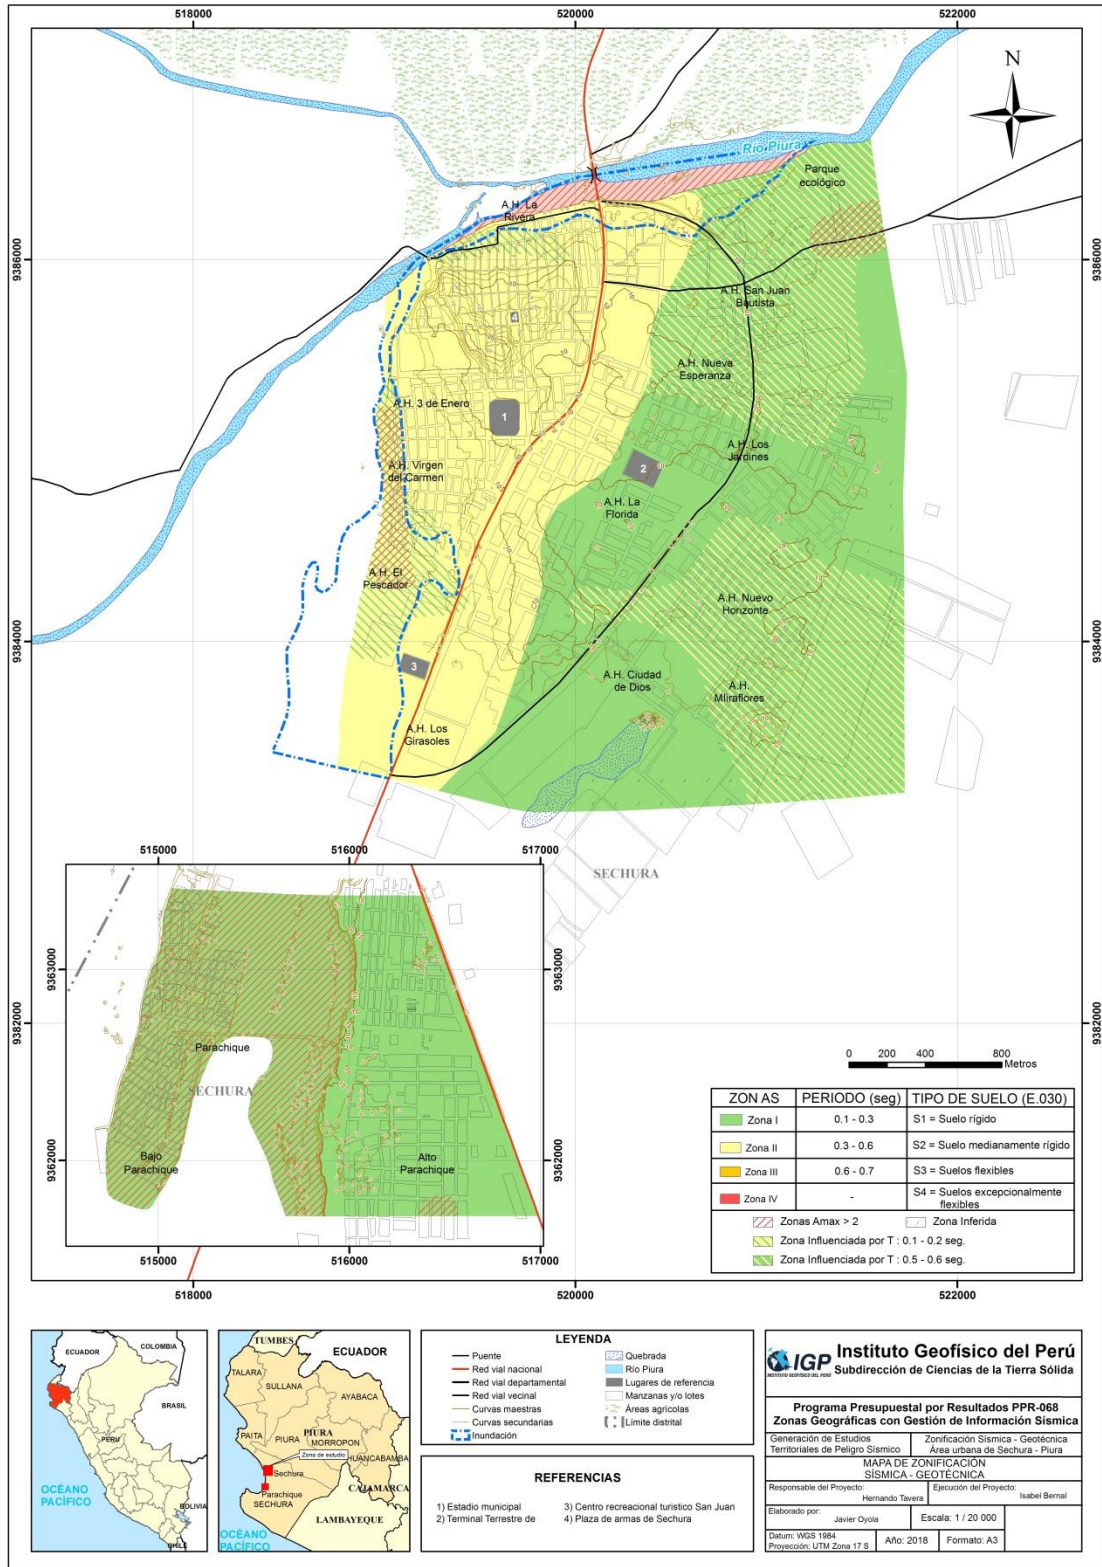 518000
520000
522000
N
Río Piura
Parque
ecológico
A.H. La
Rivera
9386000
9386000
A.H. San Juan
Bautista
4
A.H. Nueva
Esperanza
A.H. 3 de Enero
1
A.H. Los
Jardines
A.H. Virgen
del Carmen
2
A.H. La
Florida
A.H. El
Pescador
A.H. Nuevo
Horizonte
9384000
9384000
3
A.H. Ciudad
de Dios
A.H.
MIiraflores
A.H. Los
Girasoles
515000
516000
517000
SECHURA
9363000
9363000
9382000
9382000
Parachique
SECHURA
Bajo
Parachique
Alto
Parachique
9362000
9362000
515000
516000
517000
0 200 400 800
Metros
ZON AS PERIODO (seg) TIPO DE SUELO (E.030)
Zona I 0.1 - 0.3 S1 = Suelo rígido
Zona II 0.3 - 0.6 S2 = Suelo medianamente rígido
Zona III 0.6 - 0.7 S3 = Suelos flexibles
Zona IV - S4 = Suelos excepcionalmente
flexibles
Zonas Amax > 2 Zona Inferida
Zona Influenciada por T : 0.1 - 0.2 seg.
Zona Influenciada por T : 0.5 - 0.6 seg.
518000
520000
522000
ECUADOR
COLOMBIA
BRASIL
PERÚ
OCÉANO
PACÍFICO
BOLIVIA
CHILE
TUMBES
ECUADOR
TALARA
SULLANA
AYABACA
PAITA
PIURA
PIURA
MORROPON
HUANCABAMBA
Zona de estudio
Sechura
Parachique
SECHURA
CAJAMARCA
LAMBAYEQUE
OCÉANO
PACÍFICO
LEYENDA
Puente
Red vial nacional
Red vial departamental
Red vial vecinal
Curvas maestras
Curvas secundarias
Inundación
Quebrada
Río Piura
Lugares de referencia
Manzanas y/o lotes
Áreas agrícolas
Límite distrital
REFERENCIAS
1) Estadio municipal
2) Terminal Terrestre de
3) Centro recreacional turistico San Juan
4) Plaza de armas de Sechura
IGP
INSTITUTO GEOFÍSICO DEL PERÚ
Instituto Geofísico del Perú
Subdirección de Ciencias de la Tierra Sólida
Programa Presupuestal por Resultados PPR-068
Zonas Geográficas con Gestión de Información Sísmica
Generación de Estudios
Territoriales de Peligro Sísmico
Zonificación Sísmica - Geotécnica
Área urbana de Sechura - Piura
MAPA DE ZONIFICACIÓN
SÍSMICA - GEOTÉCNICA
Responsable del Proyecto:
Hernando Tavera
Ejecución del Proyecto:
Isabel Bernal
Elaborado por:
Javier Oyola
Escala: 1 / 20 000
Datum: WGS 1984
Proyección: UTM Zona 17 S
Año: 2018
Formato: A3